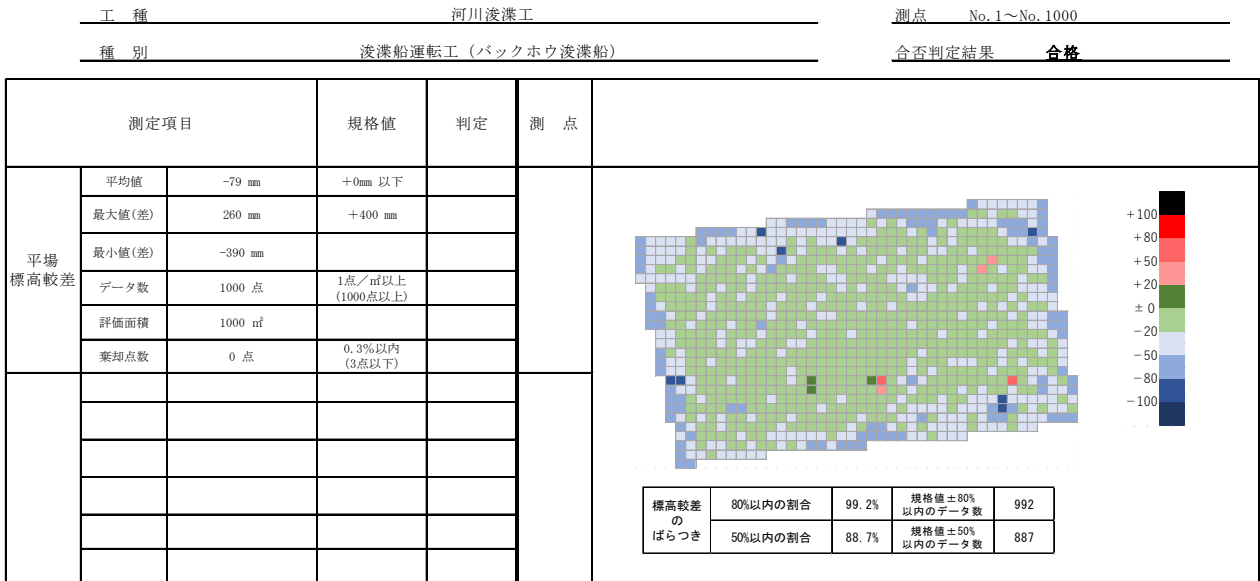 工　種　河川浚渫工　測点　No.1～No.1000
種　別　浚渫船運転工（バックホウ浚渫船）　合否判定結果　合格
測定項目　規格値　判定　測　点
平場
標高較差
平均値　-79 ㎜　＋0㎜ 以下
最大値(差)　260 ㎜　＋400 ㎜
最小値(差)　-390 ㎜
データ数　1000 点　1点／㎡以上
(1000点以上)
評価面積　1000 ㎡
棄却点数　0 点　0.3％以内
(3点以下)
＋100
＋80
＋50
＋20
± 0
－20
－50
－80
－100
標高較差
の
ばらつき
80%以内の割合　99.2%　規格値±80%
以内のデータ数　992
50%以内の割合　88.7%　規格値±50%
以内のデータ数　887